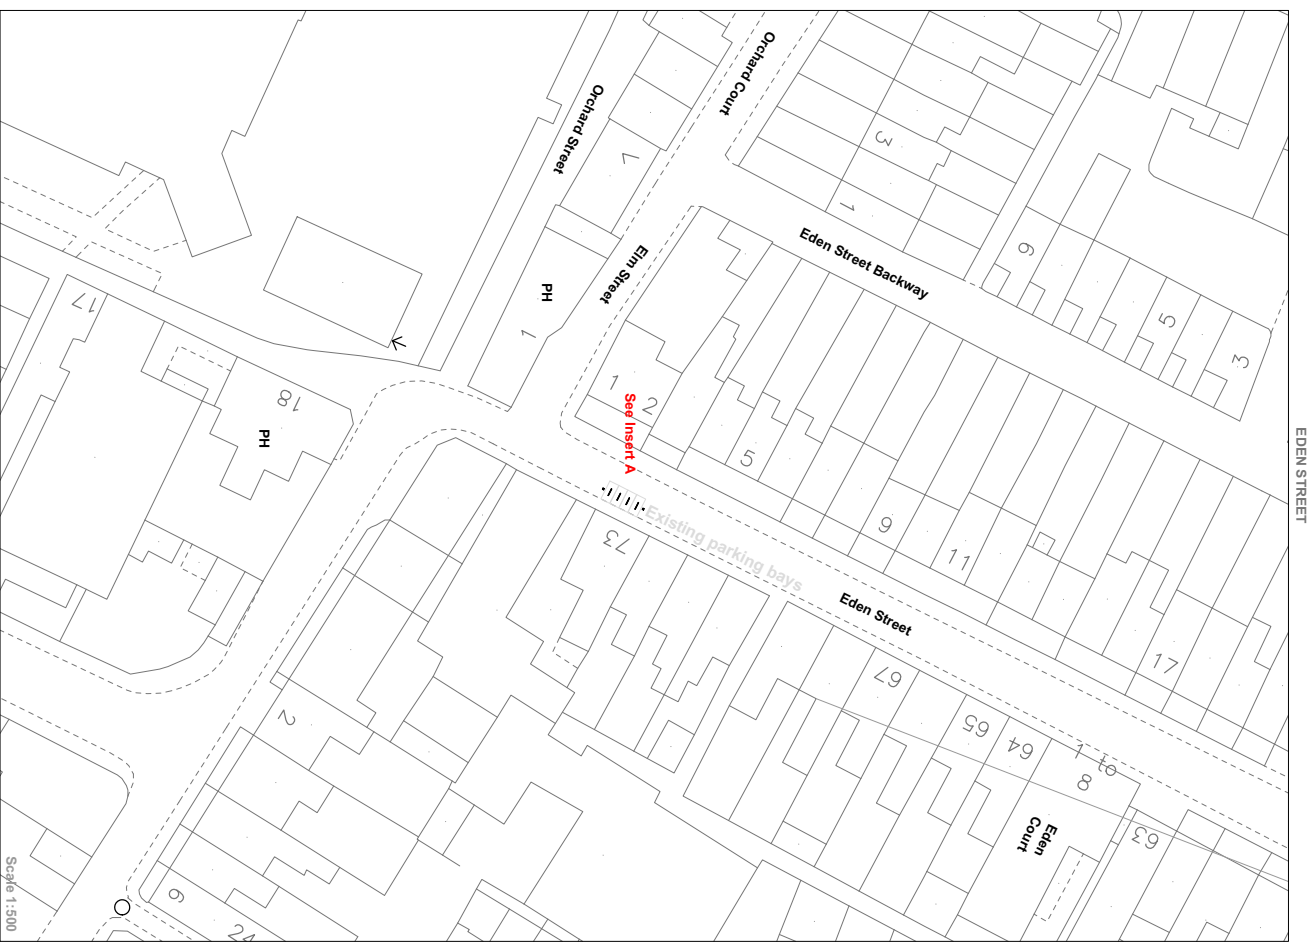 Orchard Court
Orchard Street
3
7
1
6
Eden Street Backway
Elm Street
PH
5
3
17
1
18
PH
1
2
See Insert A
5
EDEN STREET
Existing parking bays
9
11
73
Eden Street
17
67
2
65
64
1 to
8
Eden
Court
63
6
24
Scale 1:500